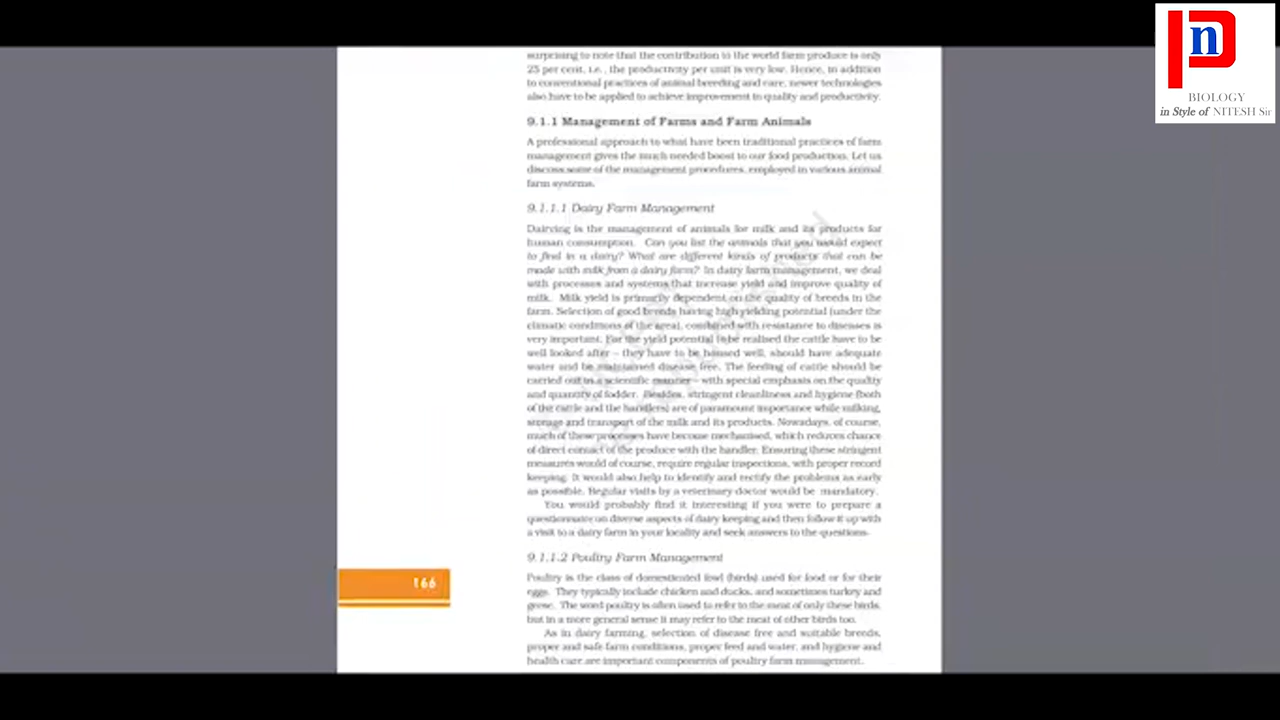 n
BIOLOGY
in Style of NITESH Sir
surprising to note that the contribution to the world farm produce is only
25 per cent, i.e., the productivity per unit is very low. Hence, in addition
to conventional practices of animal breeding and care, newer technologies
also have to be applied to achieve improvement in quality and productivity.
9.1.1 Management of Farms and Farm Animals
A professional approach to what have been traditional practices of farm
management gives the much needed boost to our food production. Let us
discuss some of the management procedures, employed in various animal
farm systems.
9.1.1.1 Dairy Farm Management
Dairying is the management of animals for milk and its products for
human consumption. Can you list the animals that you would expect
to find in a dairy? What are different kinds of products that can be
made with milk from a dairy farm? In dairy farm management, we deal
with processes and systems that increase yield and improve quality of
milk. Milk yield is primarily dependent on the quality of breeds in the
farm. Selection of good breeds having high yielding potential (under the
climatic conditions of the area), combined with resistance to diseases is
very important. For the yield potential to be realised the cattle have to be
well looked after – they have to be housed well, should have adequate
water and be maintained disease free. The feeding of cattle should be
carried out in a scientific manner – with special emphasis on the quality
and quantity of fodder. Besides, stringent cleanliness and hygiene (both
of the cattle and the handlers) are of paramount importance while milking,
storage and transport of the milk and its products. Nowadays, of course,
much of these processes have become mechanised, which reduces chance
of direct contact of the produce with the handler. Ensuring these stringent
measures would of course, require regular inspections, with proper record
keeping. It would also help to identify and rectify the problems as early
as possible. Regular visits by a veterinary doctor would be mandatory.
You would probably find it interesting if you were to prepare a
questionnaire on diverse aspects of dairy keeping and then follow it up with
a visit to a dairy farm in your locality and seek answers to the questions.
9.1.1.2 Poultry Farm Management
Poultry is the class of domesticated fowl (birds) used for food or for their
eggs. They typically include chicken and ducks, and sometimes turkey and
geese. The word poultry is often used to refer to the meat of only these birds,
but in a more general sense it may refer to the meat of other birds too.
As in dairy farming, selection of disease free and suitable breeds,
proper and safe farm conditions, proper feed and water, and hygiene and
health care are important components of poultry farm management.
166